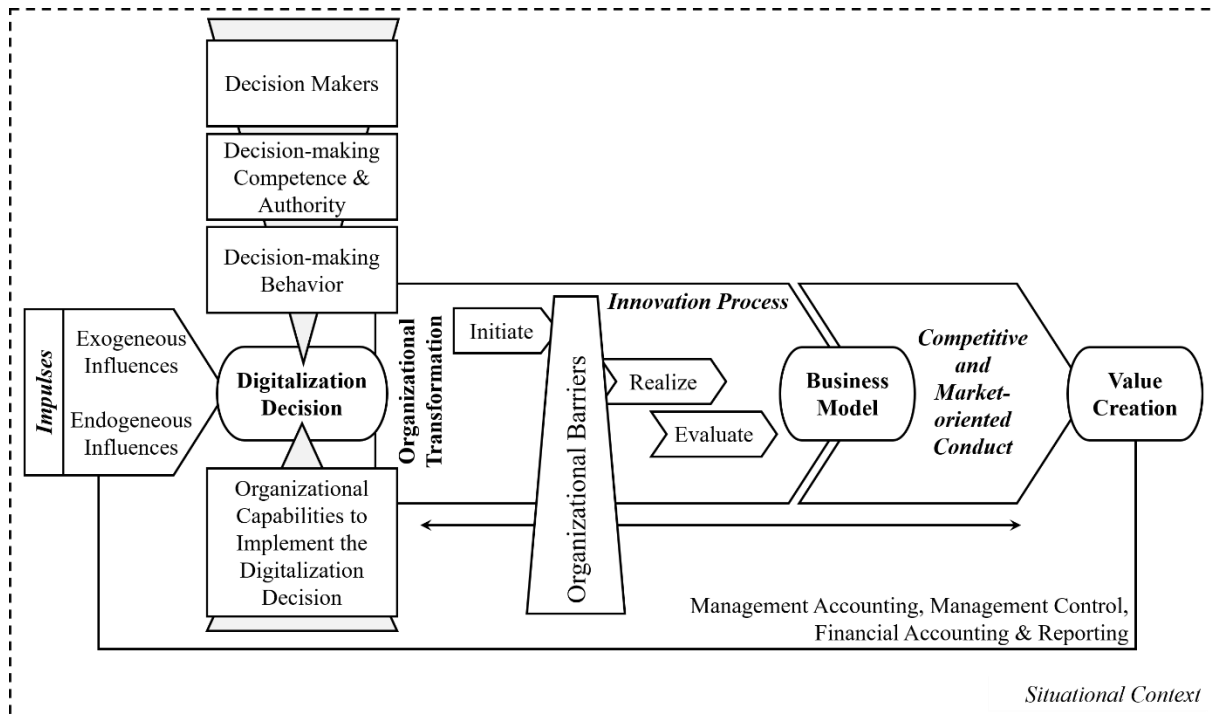 Decision Makers
Decision-making
Competence &
Authority
Decision-making
Behavior
Impulses
Exogeneous
Influences
Endogeneous
Influences
Digitalization
Decision
Organizational
Capabilities to
Implement the
Digitalization
Decision
Organizational
Transformation
Initiate
Organizational Barriers
Innovation Process
Realize
Evaluate
Business
Model
Competitive
and
Market-
oriented
Conduct
Value
Creation
Management Accounting, Management Control,
Financial Accounting & Reporting
Situational Context